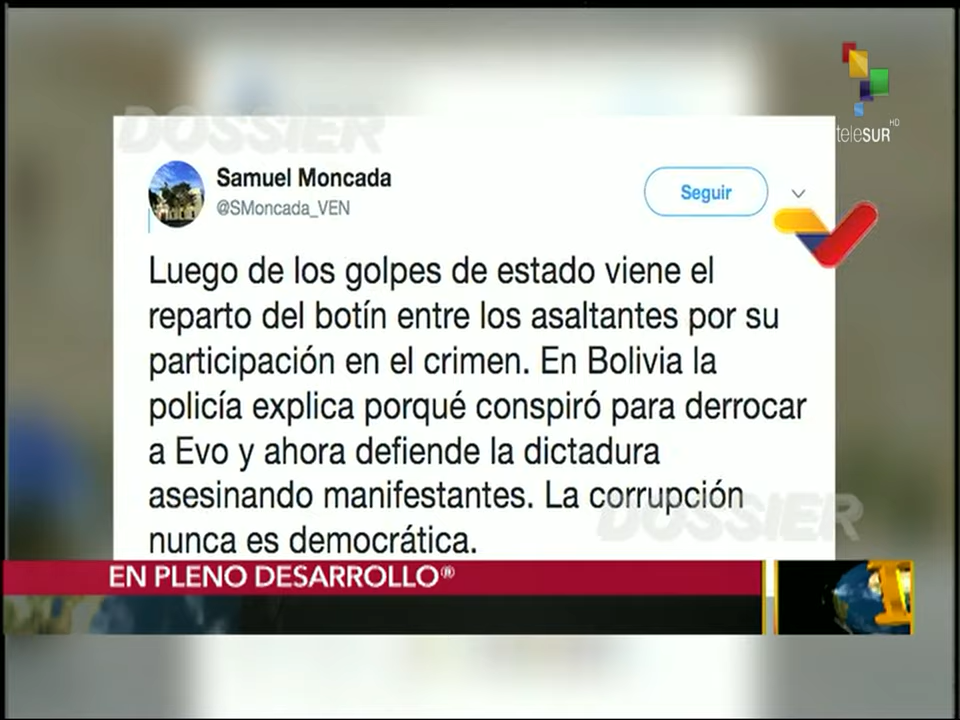 DOSSIER
teleSUR HD
Samuel Moncada
@SMoncada_VEN
Seguir
Luego de los golpes de estado viene el
reparto del botín entre los asaltantes por su
participación en el crimen. En Bolivia la
policía explica porqué conspiró para derrocar
a Evo y ahora defiende la dictadura
asesinando manifestantes. La corrupción
nunca es democrática.
DOSSIER
EN PLENO DESARROLLO®